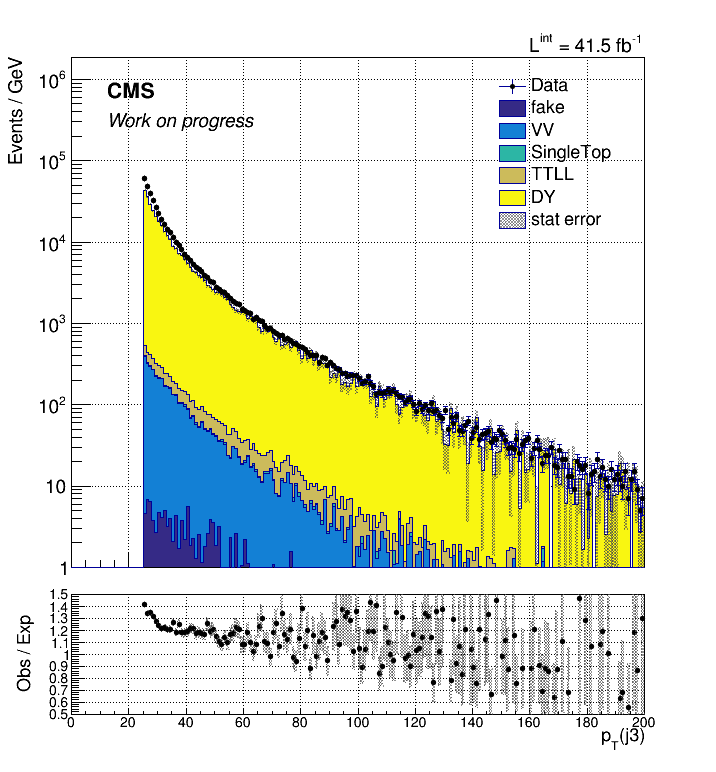 L^int = 41.5 fb^-1
Events / GeV
10^6
10^5
10^4
10^3
10^2
10
1
CMS
Work on progress
Data
fake
VV
SingleTop
TTLL
DY
stat error
Obs / Exp
1.5
1.4
1.3
1.2
1.1
1.0
0.9
0.8
0.7
0.6
0.5
0 20 40 60 80 100 120 140 160 180 200
p_T(j3)